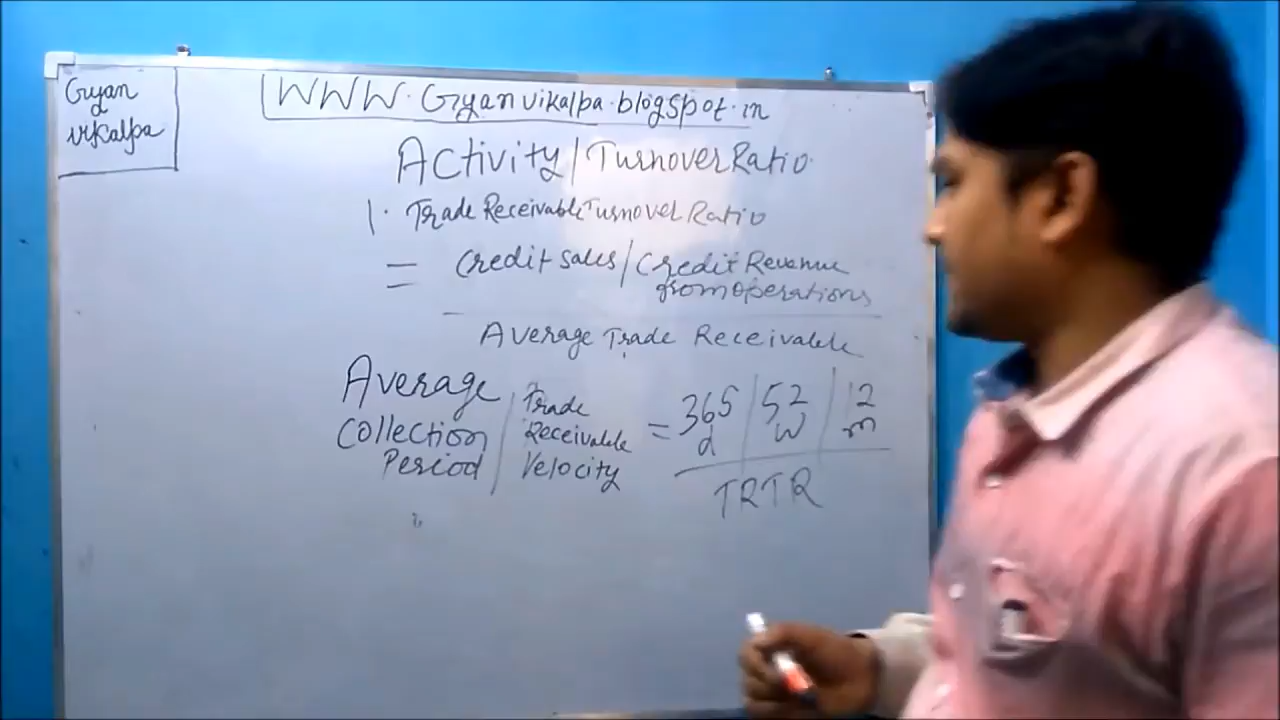 Gyan
vikalpa
WWW.Gyanvikalpa.blogspot.in
Activity/Turnover Ratio
1. Trade Receivable Turnover Ratio
= Credit sales/Credit Revenue
from operations
Average Trade Receivable
Average
Collection
Period
/ Trade
Receivable
Velocity
= 365 | 52 | 12
d w m
TRTR